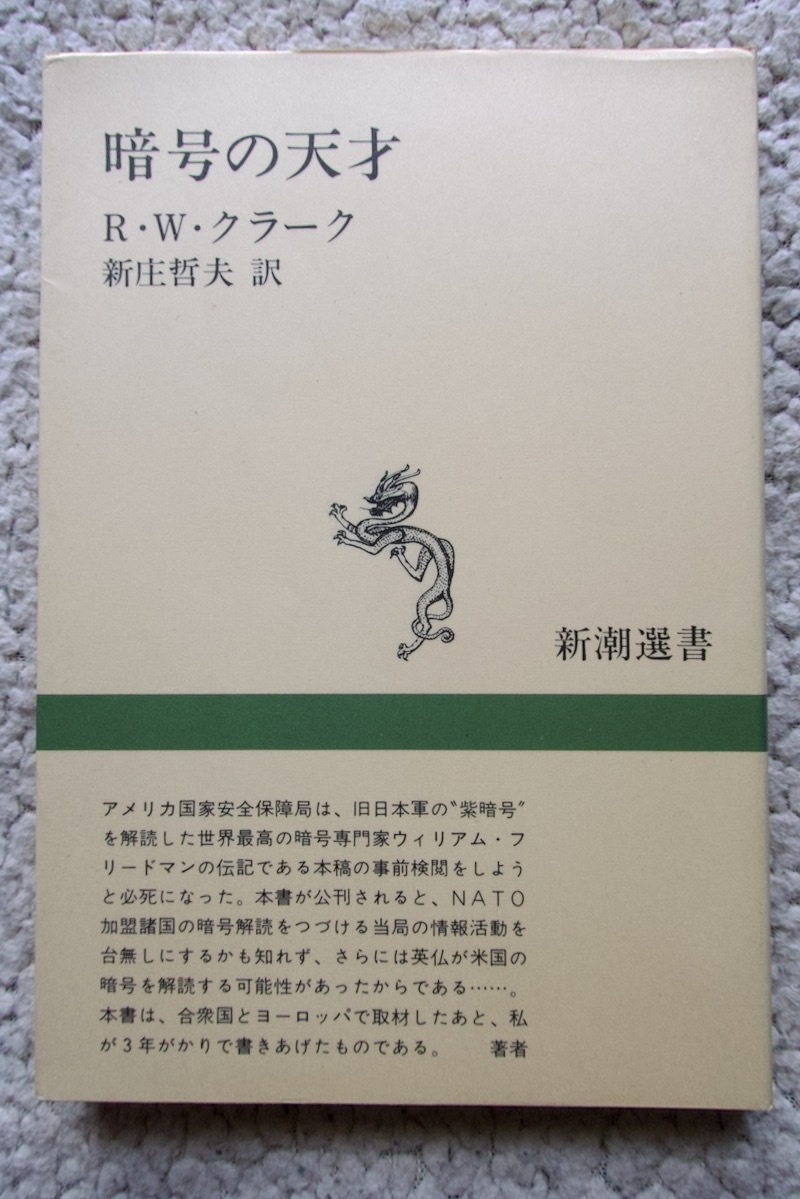 暗号の天才
R・W・クラーク
新庄哲夫 訳
新潮選書
アメリカ国家安全保障局は、旧日本軍の〝紫暗号〟
を解読した世界最高の暗号専門家ウィリアム・フ
リードマンの伝記である本稿の事前検閲をしよう
と必死になった。本書が公刊されると、NATO
加盟諸国の暗号解読をつづける当局の情報活動を
台無しにするかも知れず、さらには英仏が米国の
暗号を解読する可能性があったからである……。
本書は、合衆国とヨーロッパで取材したあと、私
が3年がかりで書きあげたものである。 著者